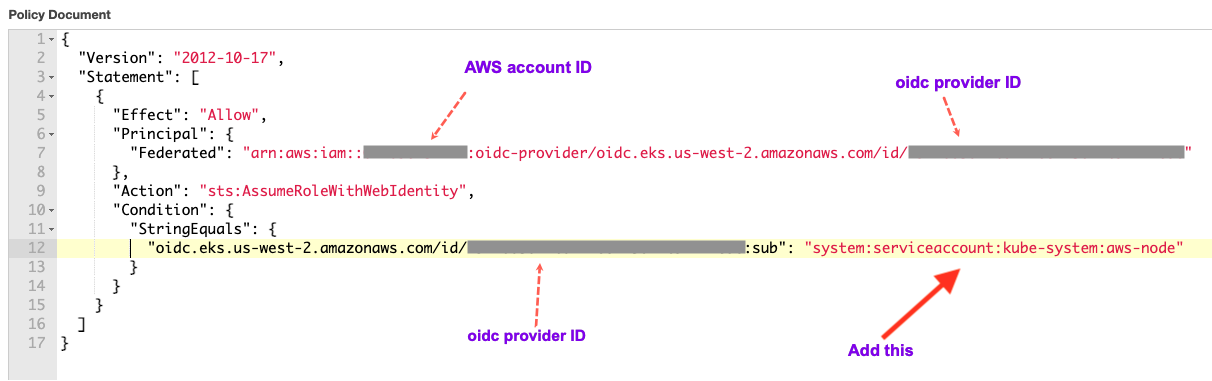 Policy Document
1 {
2 "Version": "2012-10-17",
3 "Statement": [
AWS account ID
oidc provider ID
4 {
5 "Effect": "Allow",
6 "Principal": {
7 "Federated": "arn:aws:iam:: :oidc-provider/oidc.eks.us-west-2.amazonaws.com/id/ "
8 },
9 "Action": "sts:AssumeRoleWithWebIdentity",
10 "Condition": {
11 "StringEquals": {
12 "oidc.eks.us-west-2.amazonaws.com/id/ :sub": "system:serviceaccount:kube-system:aws-node"
13 }
14 }
15 }
16 ]
oidc provider ID
17 }
Add this